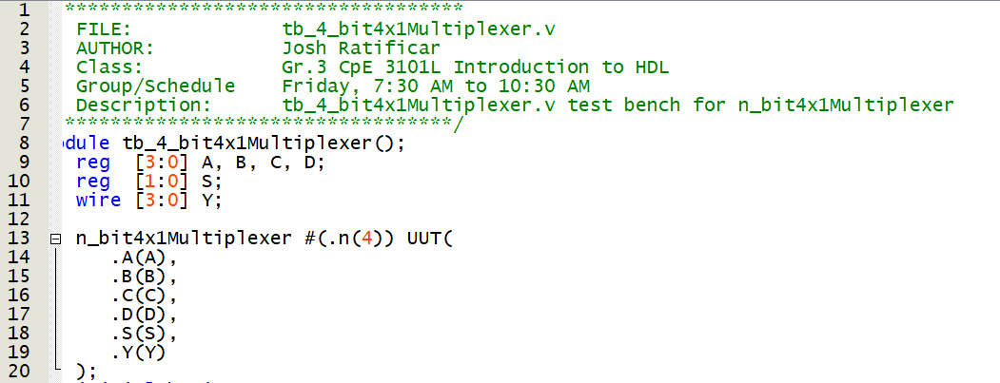 1 ***********************************
2 FILE: tb_4_bit4x1Multiplexer.v
3 AUTHOR: Josh Ratificar
4 Class: Gr.3 CpE 3101L Introduction to HDL
5 Group/Schedule Friday, 7:30 AM to 10:30 AM
6 Description: tb_4_bit4x1Multiplexer.v test bench for n_bit4x1Multiplexer
7 **********************************/
8 dule tb_4_bit4x1Multiplexer();
9 reg [3:0] A, B, C, D;
10 reg [1:0] S;
11 wire [3:0] Y;
12
13 n_bit4x1Multiplexer #(.n(4)) UUT(
14 .A(A),
15 .B(B),
16 .C(C),
17 .D(D),
18 .S(S),
19 .Y(Y)
20 );